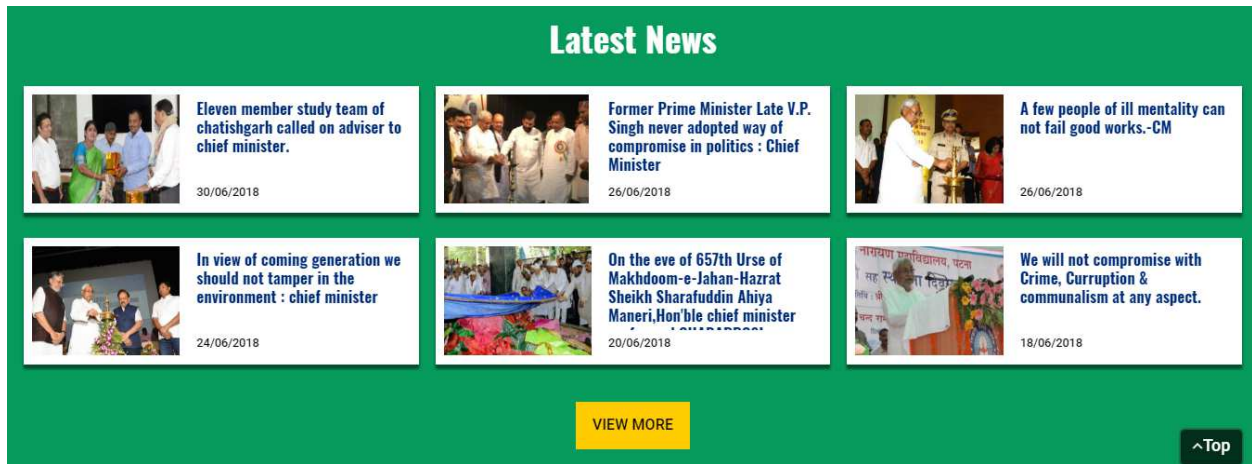 Latest News
Eleven member study team of
chatishgarh called on adviser to
chief minister.
30/06/2018
Former Prime Minister Late V.P.
Singh never adopted way of
compromise in politics : Chief
Minister
26/06/2018
A few people of ill mentality can
not fail good works.-CM
26/06/2018
In view of coming generation we
should not tamper in the
environment : chief minister
24/06/2018
On the eve of 657th Urse of
Makhdoom-e-Jahan-Hazrat
Sheikh Sharafuddin Ahiya
Maneri,Hon'ble chief minister
20/06/2018
नारायण महाविद्यालय, पटना
We will not compromise with
Crime, Curruption &
communalism at any aspect.
18/06/2018
VIEW MORE
^Top